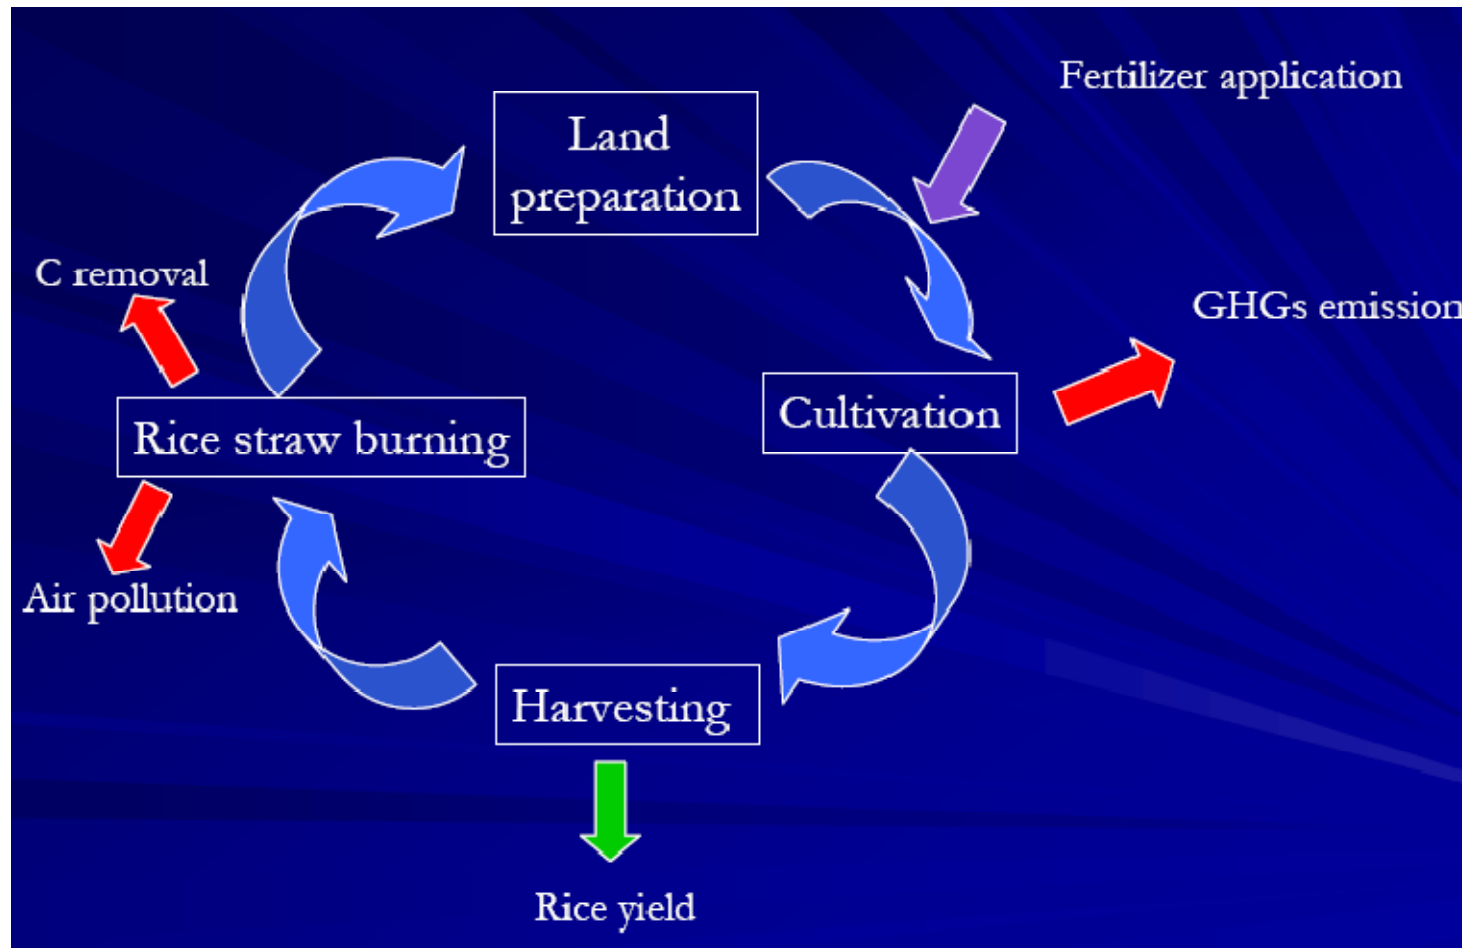 Fertilizer application
Land
preparation
C removal
GHGs emission
Rice straw burning
Cultivation
Air pollution
Harvesting
Rice yield